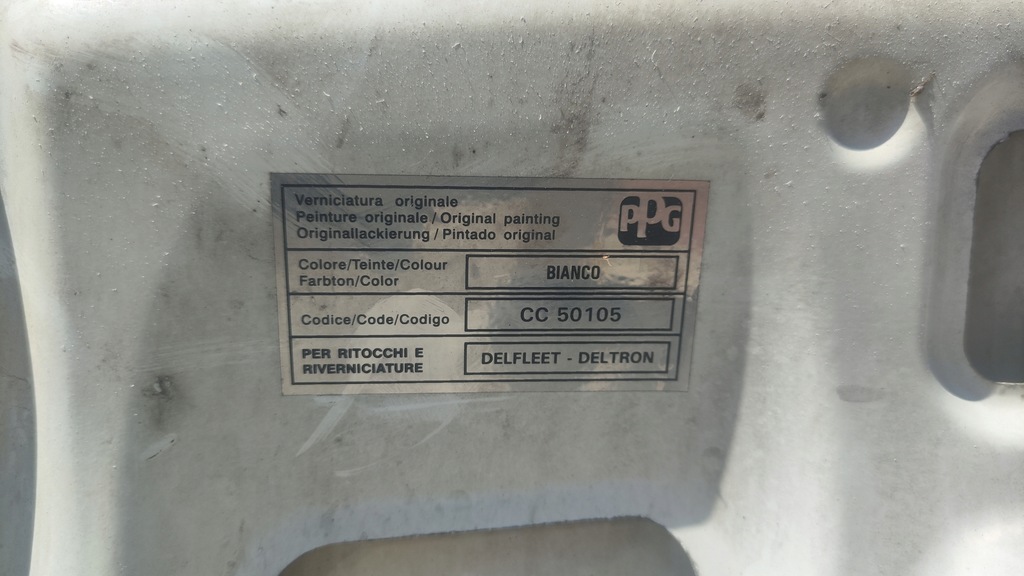 Verniciatura originale
Peinture originale / Original painting
Originallackierung / Pintado original
PPG
Colore/Teinte/Colour
Farbton/Color
BIANCO
Codice/Code/Codigo
CC 50105
PER RITOCCHI E
RIVERNICIATURE
DELFLEET - DELTRON